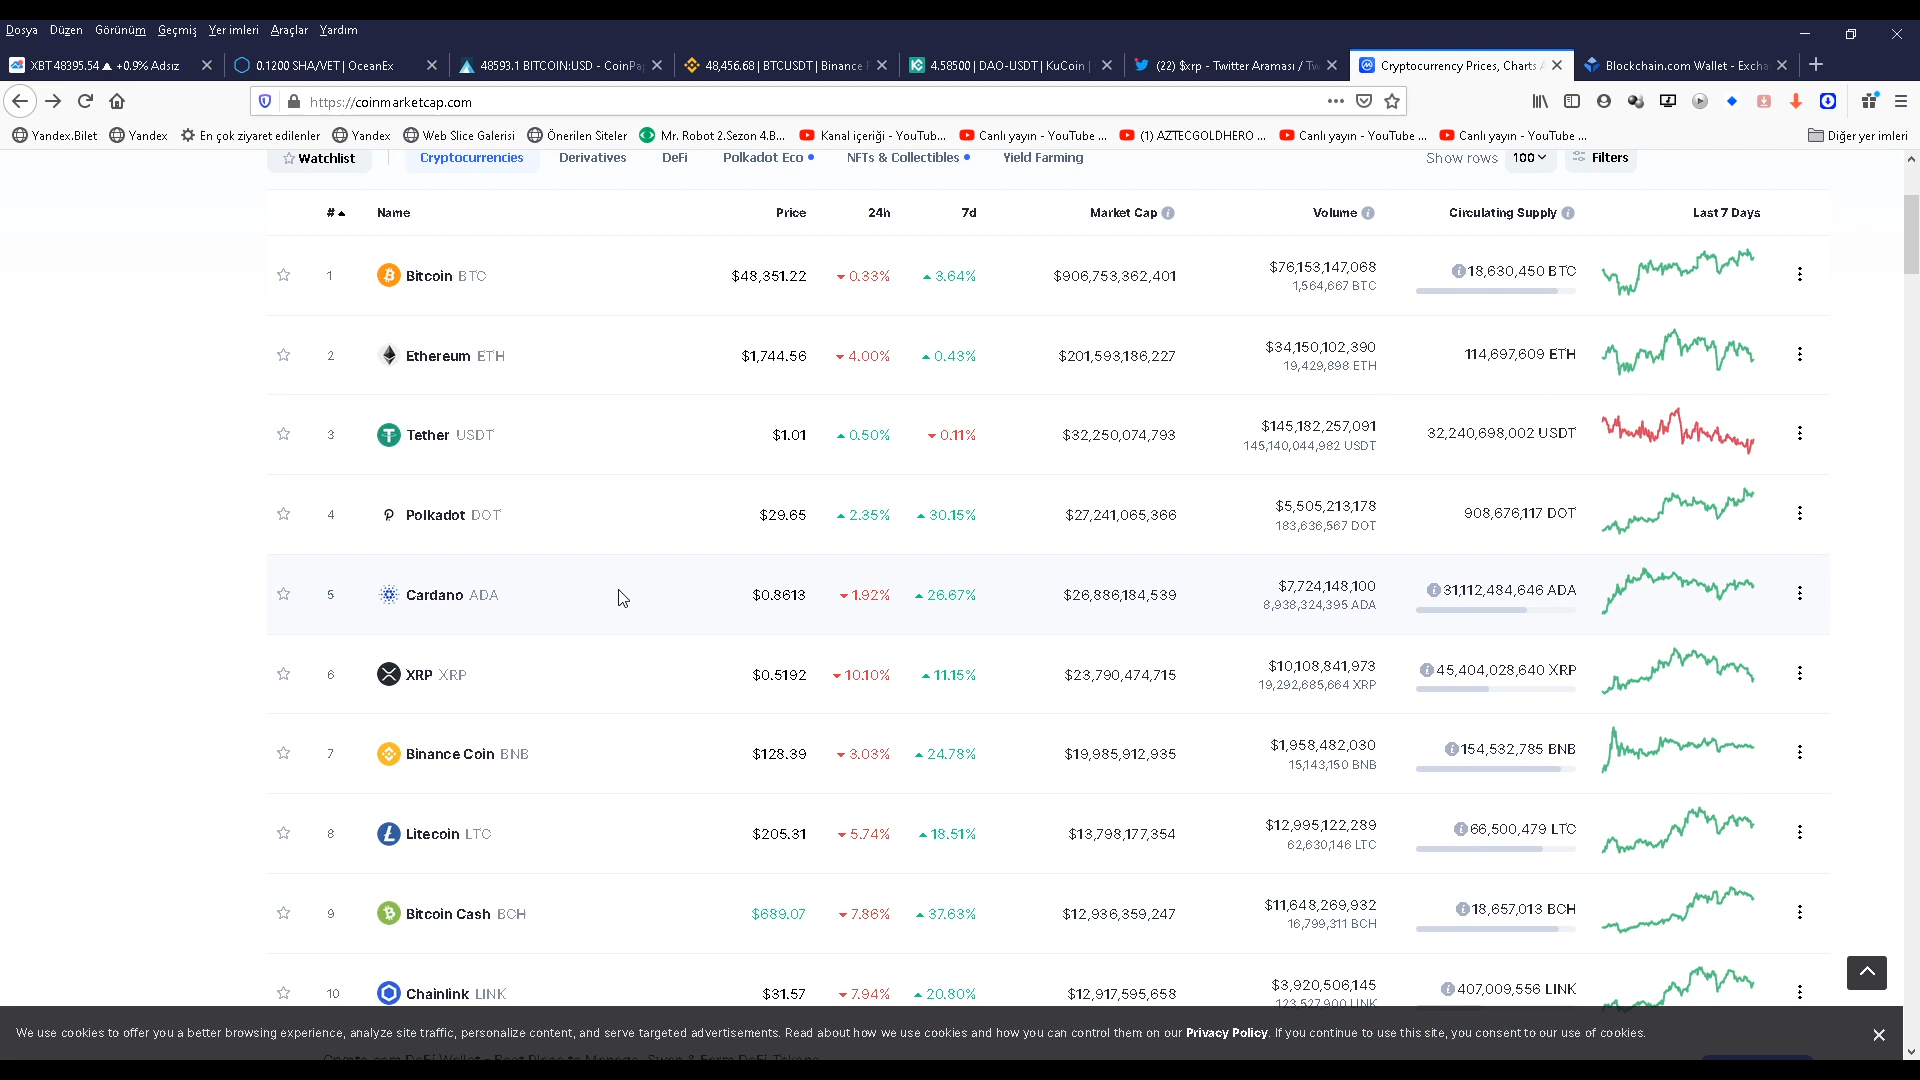 Dosya Düzen Görünüm Geçmiş Yer imleri Araçlar Yardım
XBT 48395.54 ▲ +0.9% Adsız
0.1200 SHA/VET | OceanEx
48593.1 BITCOIN:USD - CoinPa
48,456.68 | BTCUSDT | Binance
4.58500 | DAO-USDT | KuCoin
(22) $xrp - Twitter Araması / Tw
Cryptocurrency Prices, Charts
Blockchain.com Wallet - Excha
https://coinmarketcap.com
Yandex.Bilet Yandex En çok ziyaret edilenler Yandex Web Slice Galerisi Önerilen Siteler Mr. Robot 2.Sezon 4.B... Kanal içeriği - YouTub... Canlı yayın - YouTube ... (1) AZTECGOLDHERO ... Canlı yayın - YouTube ... Canlı yayın - YouTube ... Diğer yer imleri
Watchlist Cryptocurrencies Derivatives DeFi Polkadot Eco NFTs & Collectibles Yield Farming Show rows 100 Filters
# Name Price 24h 7d Market Cap Volume Circulating Supply Last 7 Days
1 Bitcoin BTC $48,351.22 0.33% 3.64% $906,753,362,401 $76,153,147,068 18,630,450 BTC
1,564,667 BTC
2 Ethereum ETH $1,744.56 4.00% 0.43% $201,593,186,227 $34,150,102,390 114,697,609 ETH
19,429,898 ETH
3 Tether USDT $1.01 0.50% 0.11% $32,250,074,793 $145,182,257,091 32,240,698,002 USDT
145,140,044,982 USDT
4 Polkadot DOT $29.65 2.35% 30.15% $27,241,065,366 $5,505,213,178 908,676,117 DOT
183,636,567 DOT
5 Cardano ADA $0.8613 1.92% 26.67% $26,886,184,539 $7,724,148,100 31,112,484,646 ADA
8,938,324,395 ADA
6 XRP XRP $0.5192 10.10% 11.15% $23,790,474,715 $10,108,841,973 45,404,028,640 XRP
19,292,685,664 XRP
7 Binance Coin BNB $128.39 3.03% 24.78% $19,985,912,935 $1,958,482,030 154,532,785 BNB
15,143,150 BNB
8 Litecoin LTC $205.31 5.74% 18.51% $13,798,177,354 $12,995,122,289 66,500,479 LTC
62,630,146 LTC
9 Bitcoin Cash BCH $689.07 7.86% 37.63% $12,936,359,247 $11,648,269,932 18,657,013 BCH
16,799,311 BCH
10 Chainlink LINK $31.57 7.94% 20.80% $12,917,595,658 $3,920,506,145 407,009,556 LINK
123,527,900 LINK
We use cookies to offer you a better browsing experience, analyze site traffic, personalize content, and serve targeted advertisements. Read about how we use cookies and how you can control them on our Privacy Policy. If you continue to use this site, you consent to our use of cookies.